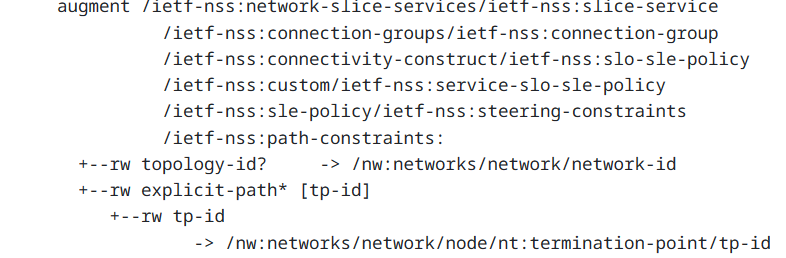 augment /ietf-nss:network-slice-services/ietf-nss:slice-service
/ietf-nss:connection-groups/ietf-nss:connection-group
/ietf-nss:connectivity-construct/ietf-nss:slo-sle-policy
/ietf-nss:custom/ietf-nss:service-slo-sle-policy
/ietf-nss:sle-policy/ietf-nss:steering-constraints
/ietf-nss:path-constraints:
+--rw topology-id?     -> /nw:networks/network/network-id
+--rw explicit-path* [tp-id]
+--rw tp-id
-> /nw:networks/network/node/nt:termination-point/tp-id